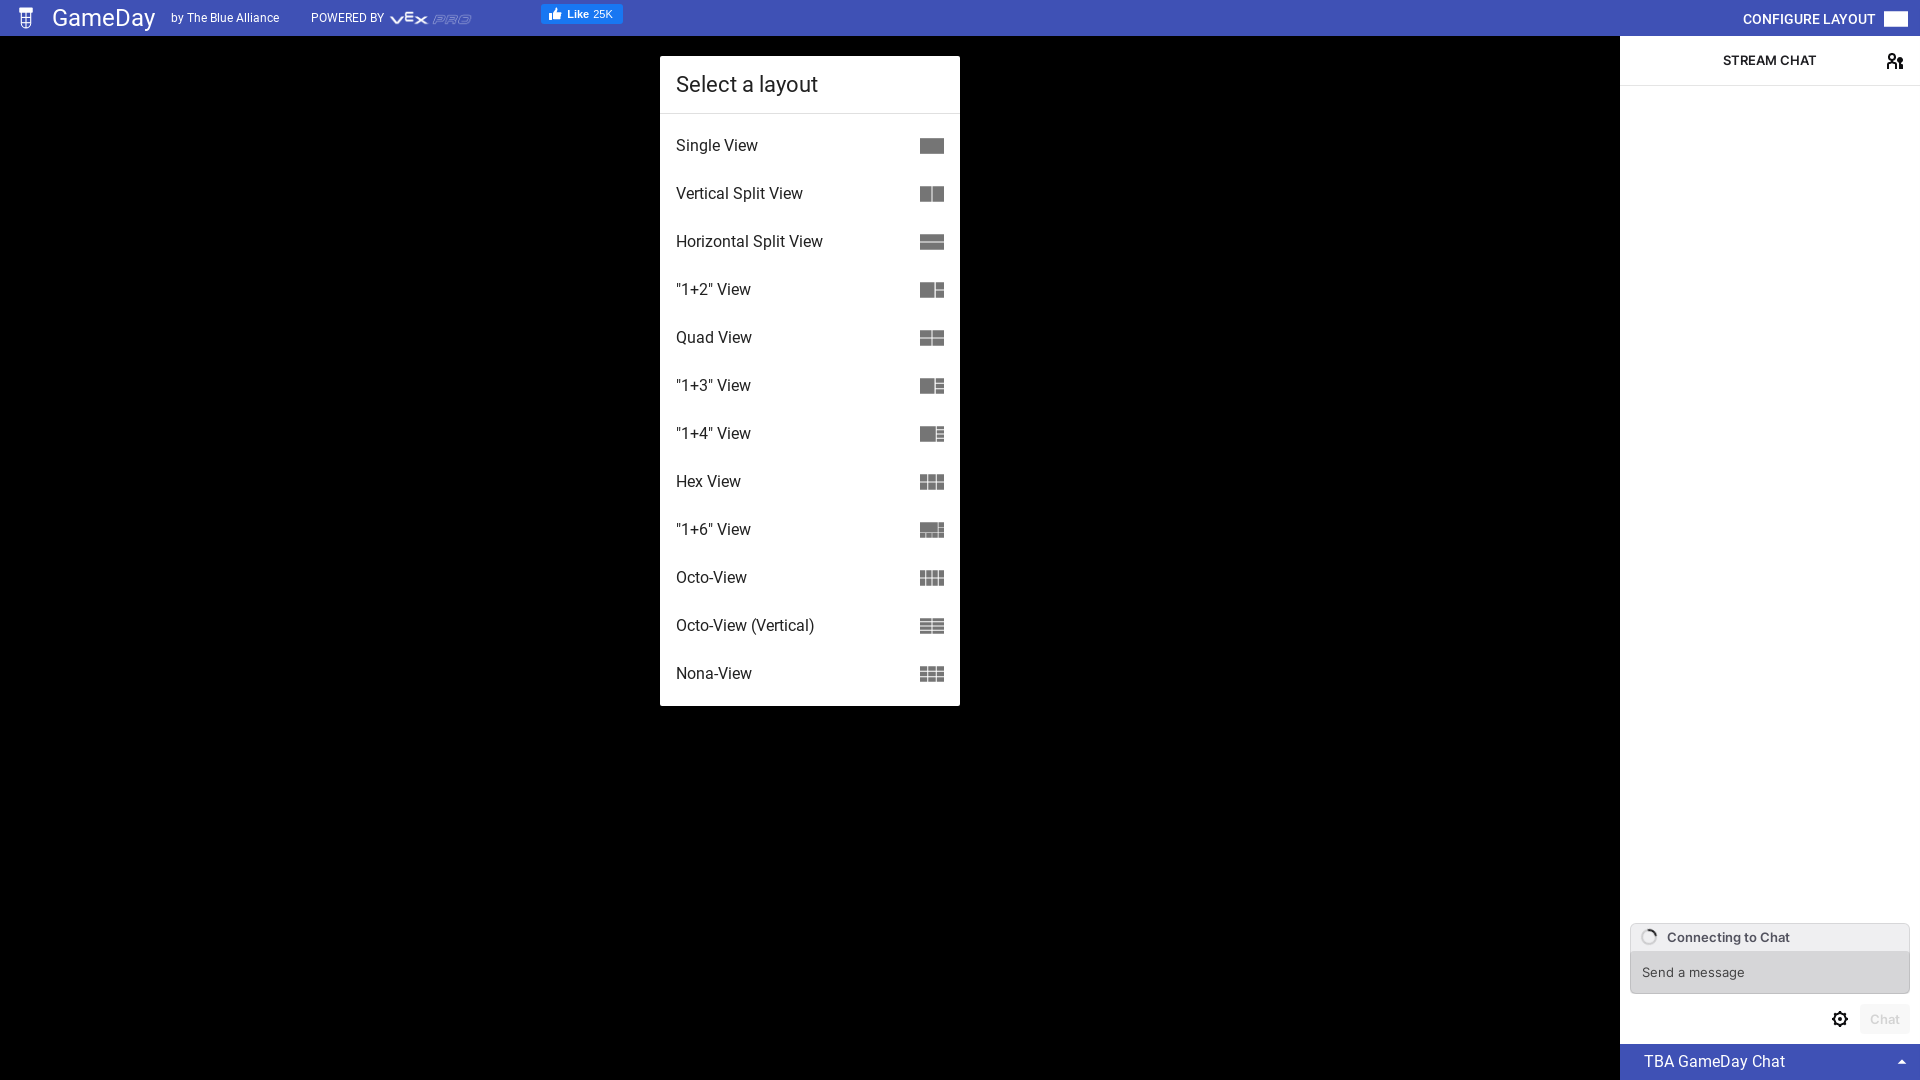 GameDay by The Blue Alliance POWERED BY VEX PRO Like 25K CONFIGURE LAYOUT
Select a layout
Single View
Vertical Split View
Horizontal Split View
"1+2" View
Quad View
"1+3" View
"1+4" View
Hex View
"1+6" View
Octo-View
Octo-View (Vertical)
Nona-View
STREAM CHAT
Connecting to Chat
Send a message
Chat
TBA GameDay Chat